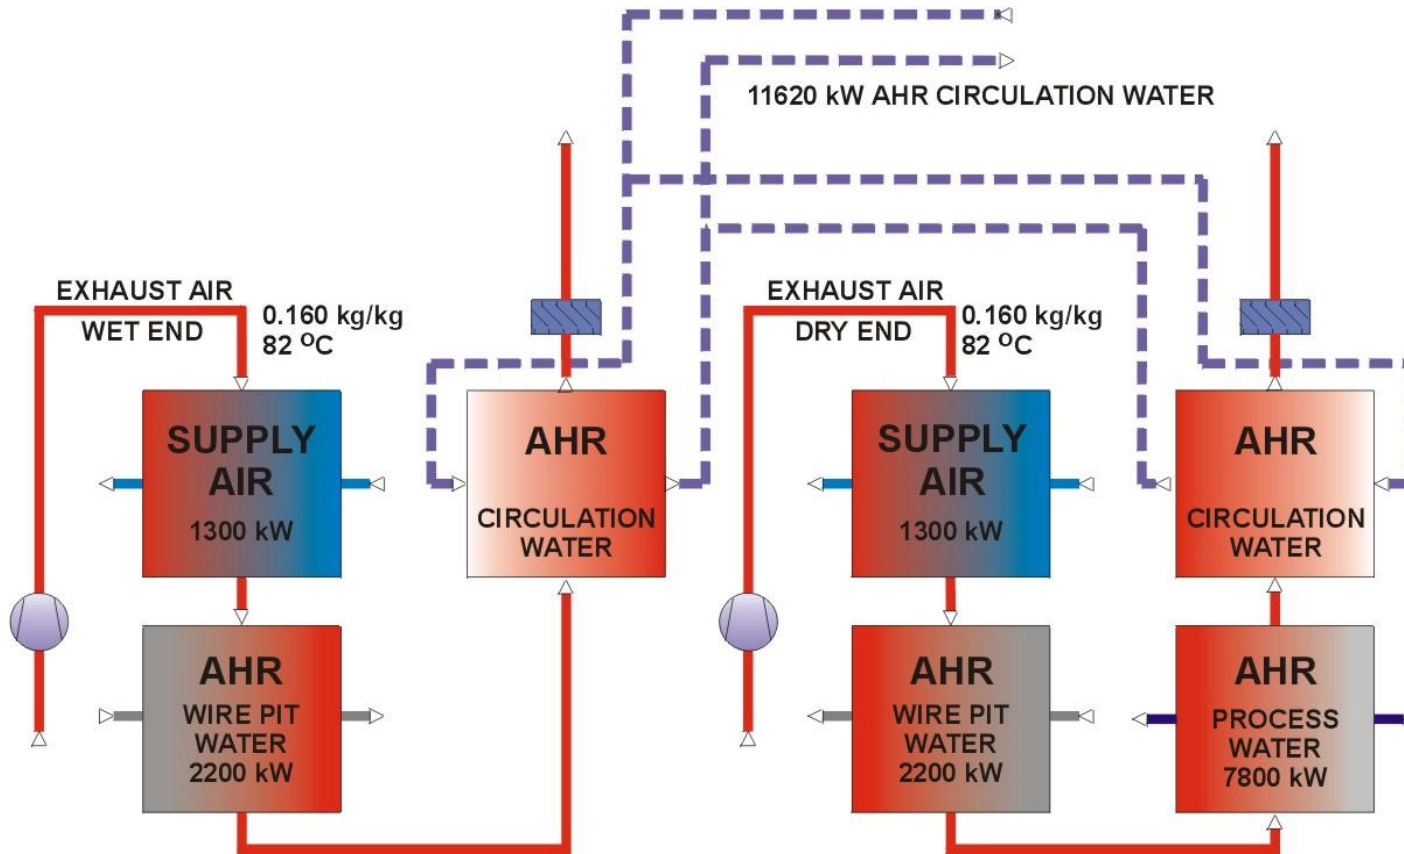 11620 kW AHR CIRCULATION WATER
EXHAUST AIR
WET END
0.160 kg/kg
82 ºC
SUPPLY
AIR
1300 kW
AHR
CIRCULATION
WATER
AHR
WIRE PIT
WATER
2200 kW
EXHAUST AIR
DRY END
0.160 kg/kg
82 ºC
SUPPLY
AIR
1300 kW
AHR
CIRCULATION
WATER
AHR
WIRE PIT
WATER
2200 kW
AHR
PROCESS
WATER
7800 kW